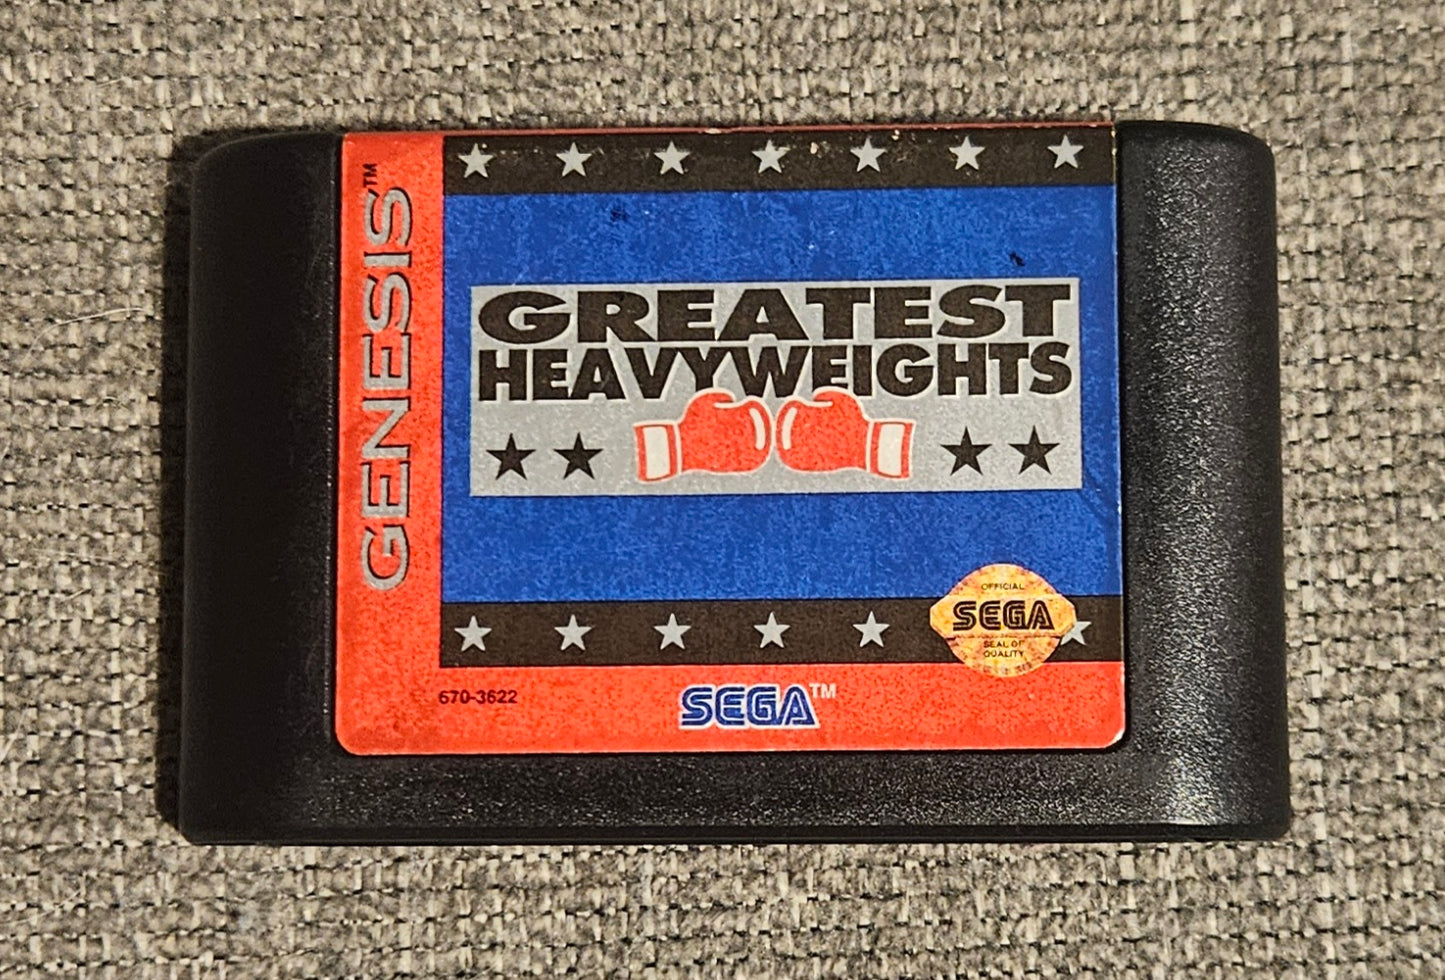 GENESIS™
GREATEST
HEAVYWEIGHTS
OFFICIAL
SEGA
SEAL OF
QUALITY
670-3622
SEGA™